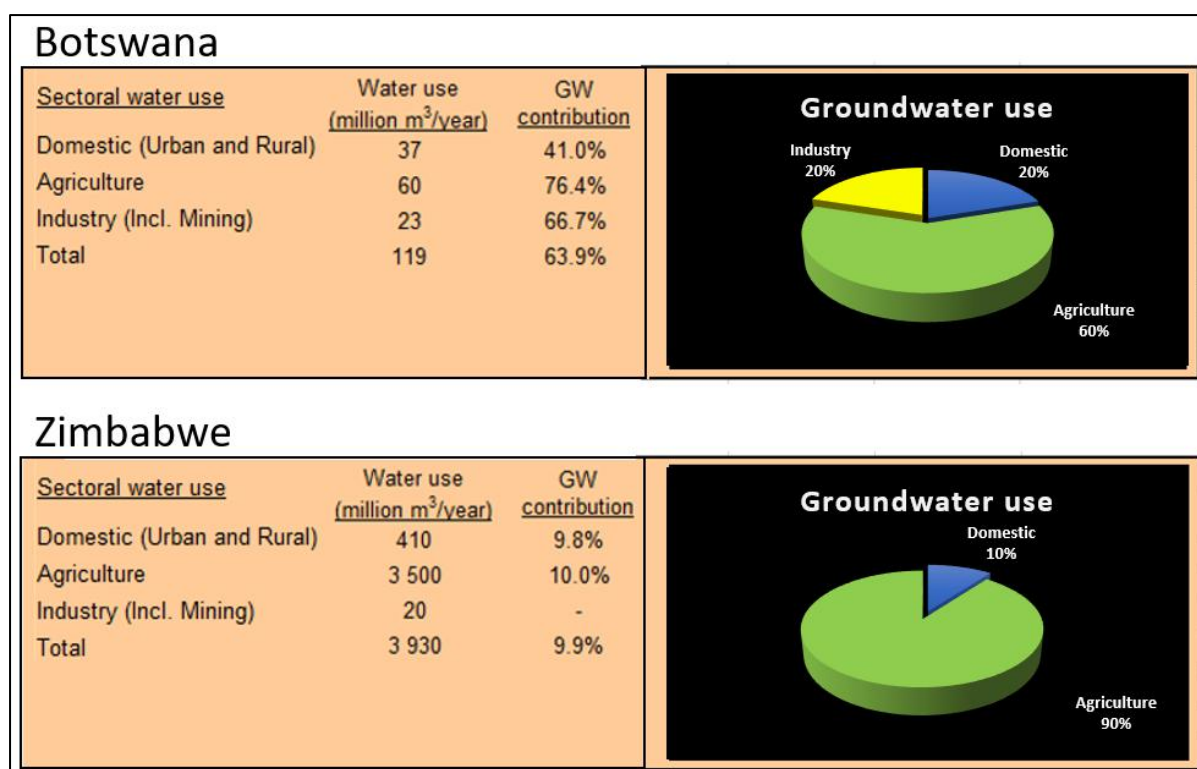 Botswana
Sectoral water use Water use (million m³/year) GW contribution
Domestic (Urban and Rural) 37 41.0%
Agriculture 60 76.4%
Industry (Incl. Mining) 23 66.7%
Total 119 63.9%
Groundwater use
Industry 20%
Domestic 20%
Agriculture 60%
Zimbabwe
Sectoral water use Water use (million m³/year) GW contribution
Domestic (Urban and Rural) 410 9.8%
Agriculture 3 500 10.0%
Industry (Incl. Mining) 20 -
Total 3 930 9.9%
Groundwater use
Domestic 10%
Agriculture 90%